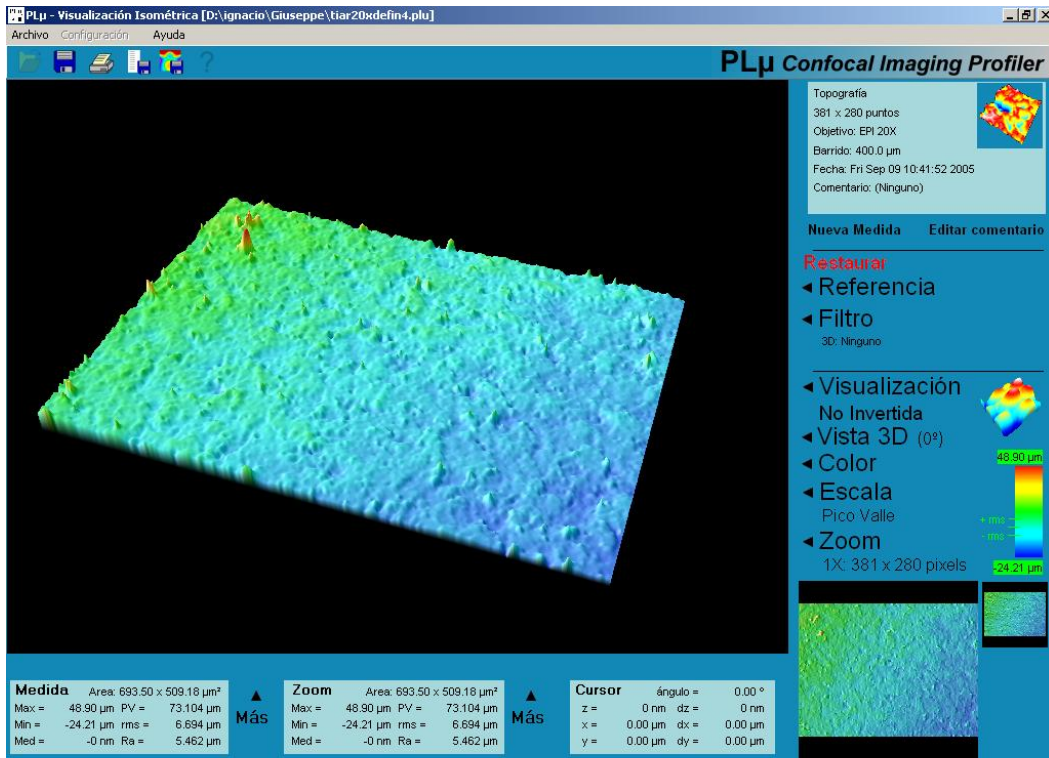 PLµ - Visualización Isométrica [D:\ignacio\Giuseppe\tiar20xdefin4.plu]
Archivo Configuración Ayuda
PLµ Confocal Imaging Profiler
Topografía
381 x 280 puntos
Objetivo: EPI 20X
Barrido: 400.0 µm
Fecha: Fri Sep 09 10:41:52 2005
Comentario: (Ninguno)
Nueva Medida Editar comentario
Restaurar
Referencia
Filtro
3D: Ninguno
Visualización
No Invertida
Vista 3D (0º)
Color
48.90 µm
Escala
Pico Valle
+ rms
- rms
Zoom
1X: 381 x 280 pixels
-24.21 µm
Medida Area: 693.50 x 509.18 µm²
Max = 48.90 µm PV = 73.104 µm
Min = -24.21 µm rms = 6.694 µm
Med = -0 nm Ra = 5.462 µm
Más
Zoom Area: 693.50 x 509.18 µm²
Max = 48.90 µm PV = 73.104 µm
Min = -24.21 µm rms = 6.694 µm
Med = -0 nm Ra = 5.462 µm
Más
Cursor ángulo = 0.00 º
z = 0 nm dz = 0 nm
x = 0.00 µm dx = 0.00 µm
y = 0.00 µm dy = 0.00 µm